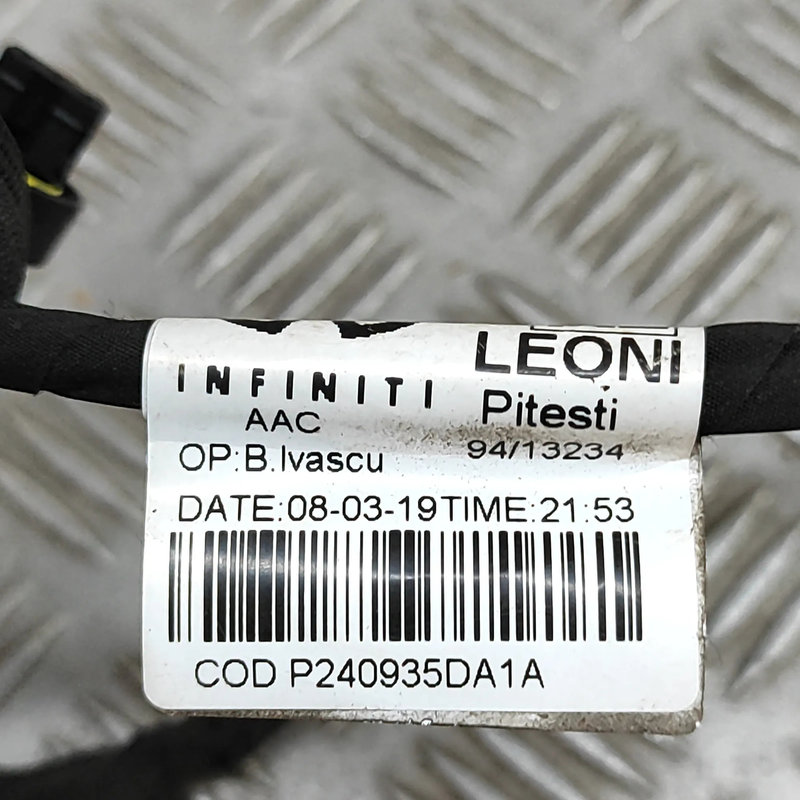 INFINITI
LEONI
AAC
Pitesti
OP:B.Ivascu
94/13234
DATE:08-03-19TIME:21:53
COD P240935DA1A